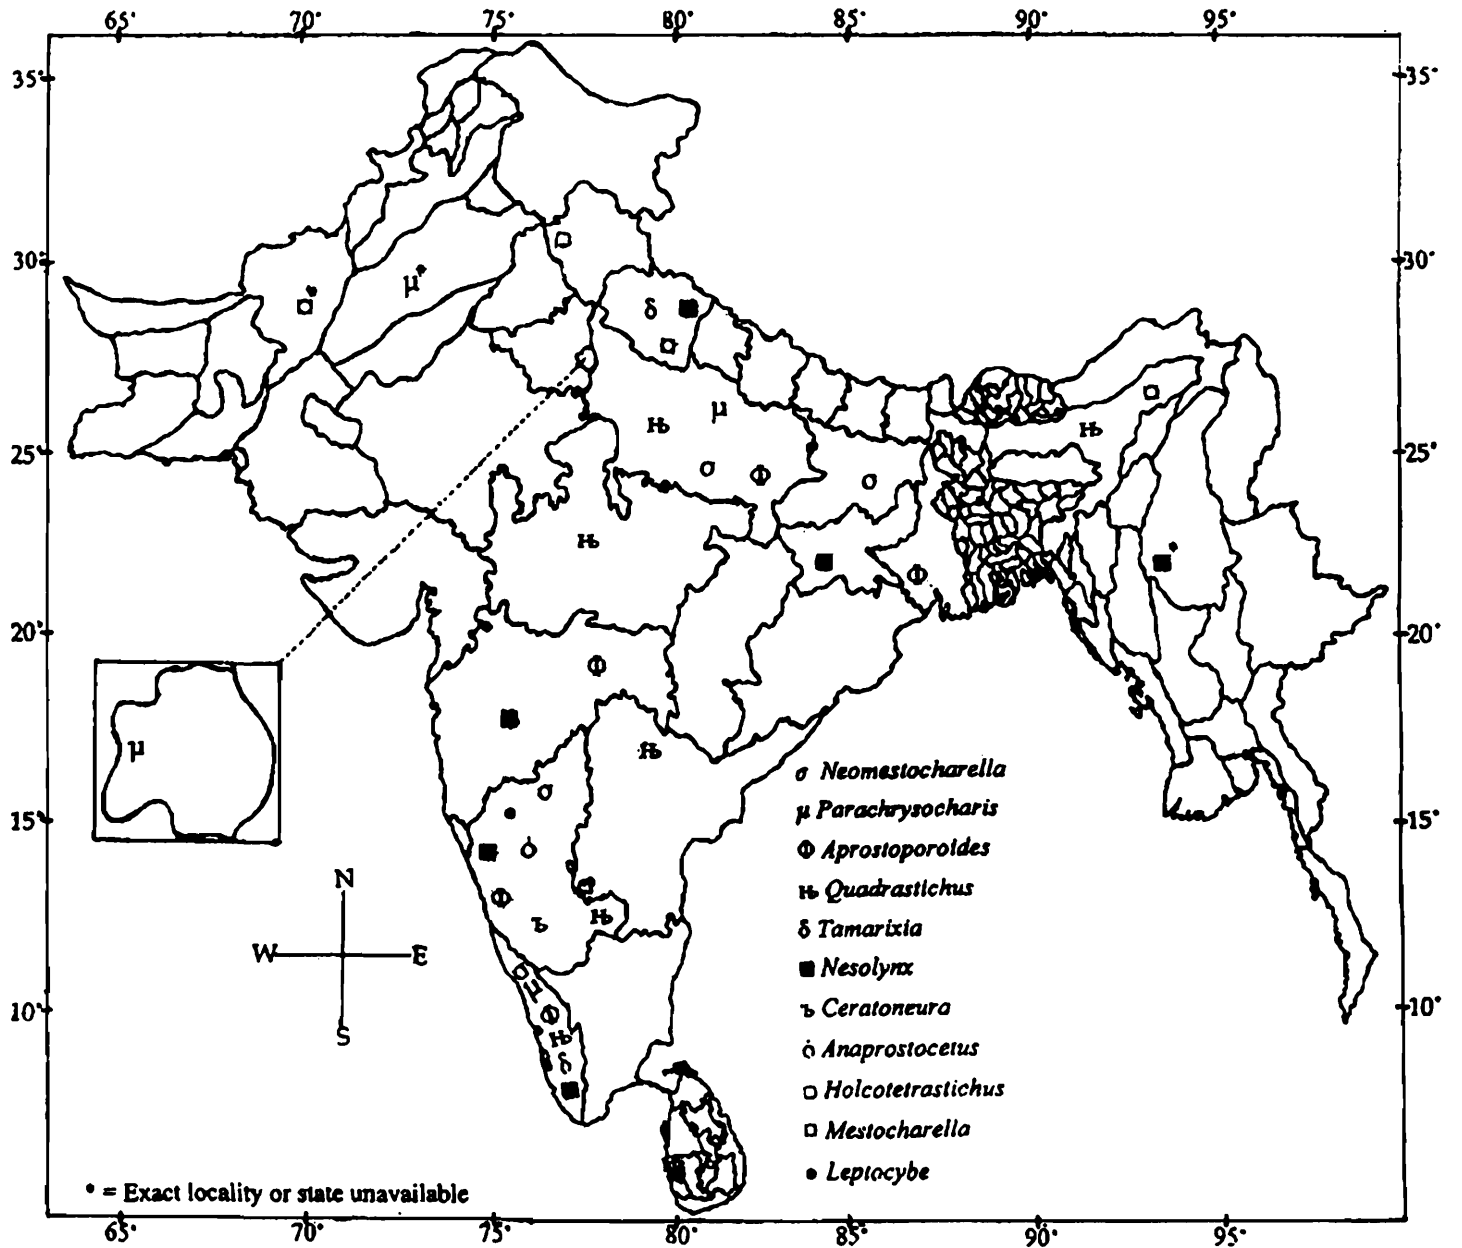 65° 70° 75° 80° 85° 90° 95°
35° 35°
30° 30°
25° 25°
20° 20°
15° 15°
10° 10°
μ*
δ
μ
њ
σ Φ
σ
њ
њ
Φ
Φ
њ
μ
σ
ȯ
Φ
ъ
њ
Φ
њ
δ
σ Neomestocharella
μ Parachrysocharis
Φ Aprostoporoides
њ Quadrastichus
δ Tamarixia
■ Nesolynx
ъ Ceratoneura
ȯ Anaprostocetus
Holcotetrastichus
Mestocharella
• Leptocybe
N
W E
S
* = Exact locality or state unavailable
65° 70° 75° 80° 85° 90° 95°